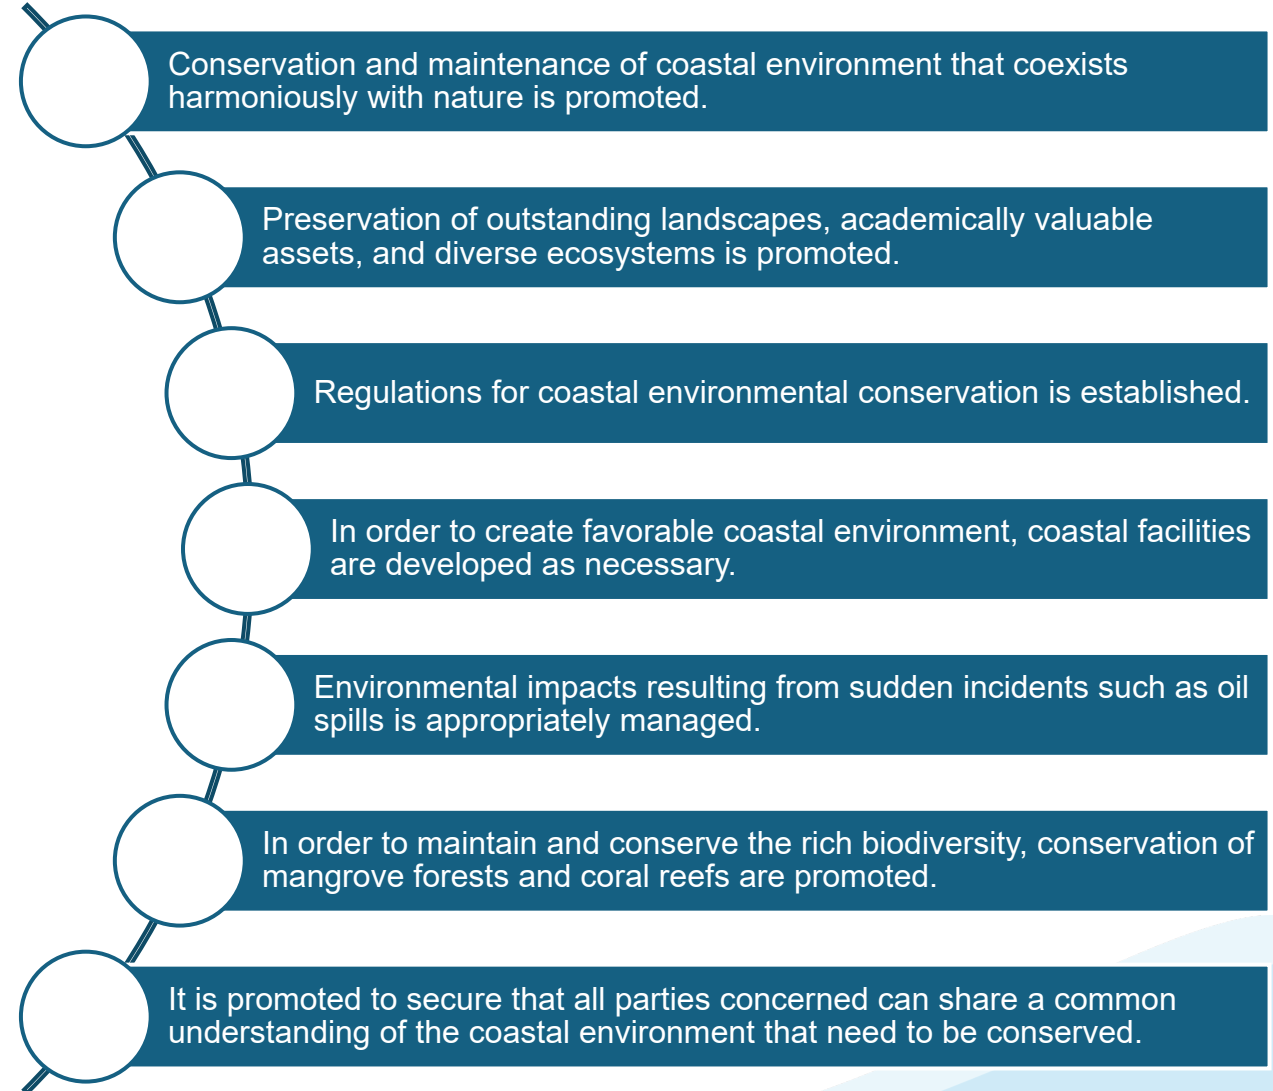 Conservation and maintenance of coastal environment that coexists
harmoniously with nature is promoted.
Preservation of outstanding landscapes, academically valuable
assets, and diverse ecosystems is promoted.
Regulations for coastal environmental conservation is established.
In order to create favorable coastal environment, coastal facilities
are developed as necessary.
Environmental impacts resulting from sudden incidents such as oil
spills is appropriately managed.
In order to maintain and conserve the rich biodiversity, conservation of
mangrove forests and coral reefs are promoted.
It is promoted to secure that all parties concerned can share a common
understanding of the coastal environment that need to be conserved.